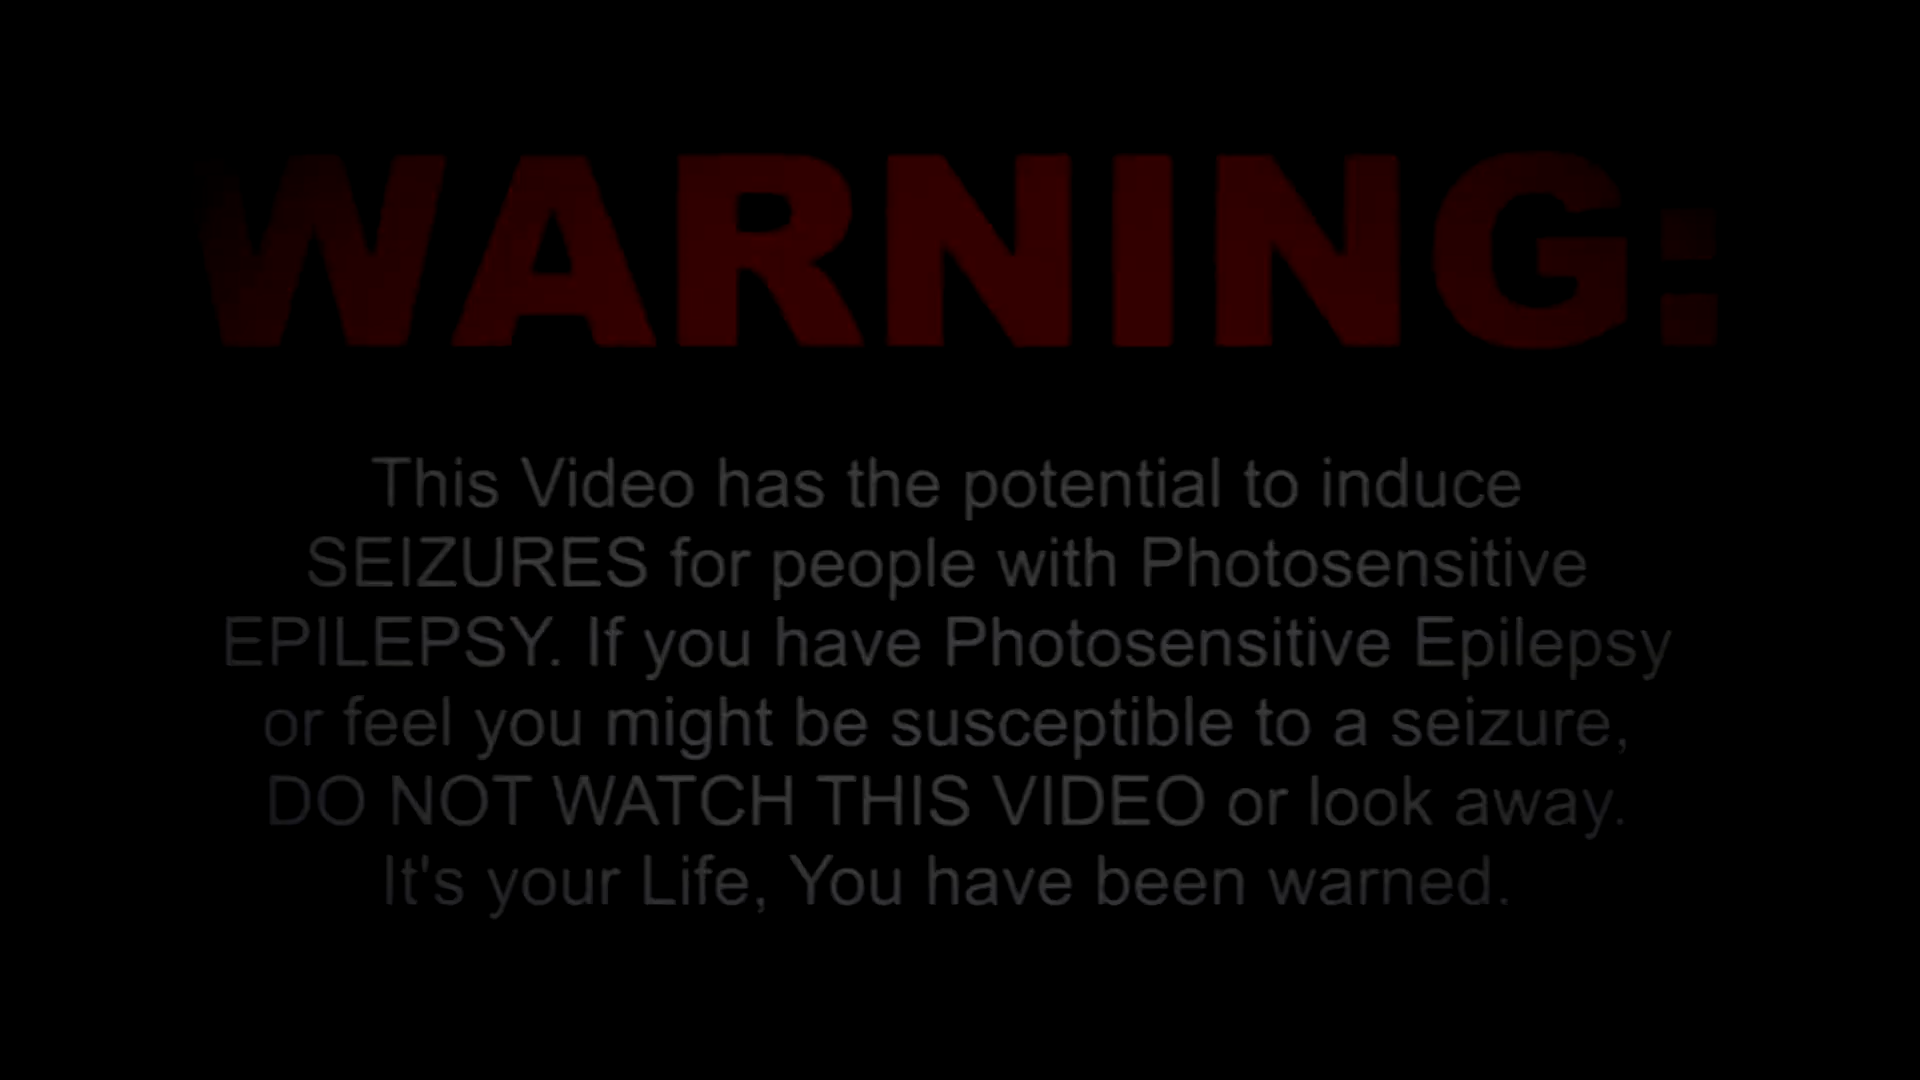 WARNING:
This Video has the potential to induce
SEIZURES for people with Photosensitive
EPILEPSY. If you have Photosensitive Epilepsy
or feel you might be susceptible to a seizure,
DO NOT WATCH THIS VIDEO or look away.
It's your Life, You have been warned.